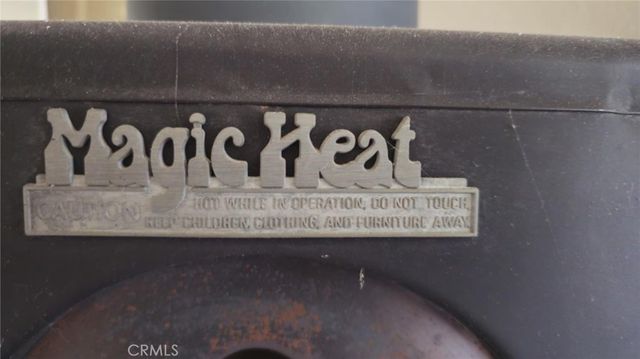 Magic Heat
CAUTION HOT WHILE IN OPERATION, DO NOT TOUCH.
KEEP CHILDREN, CLOTHING, AND FURNITURE AWAY.
CRMLS